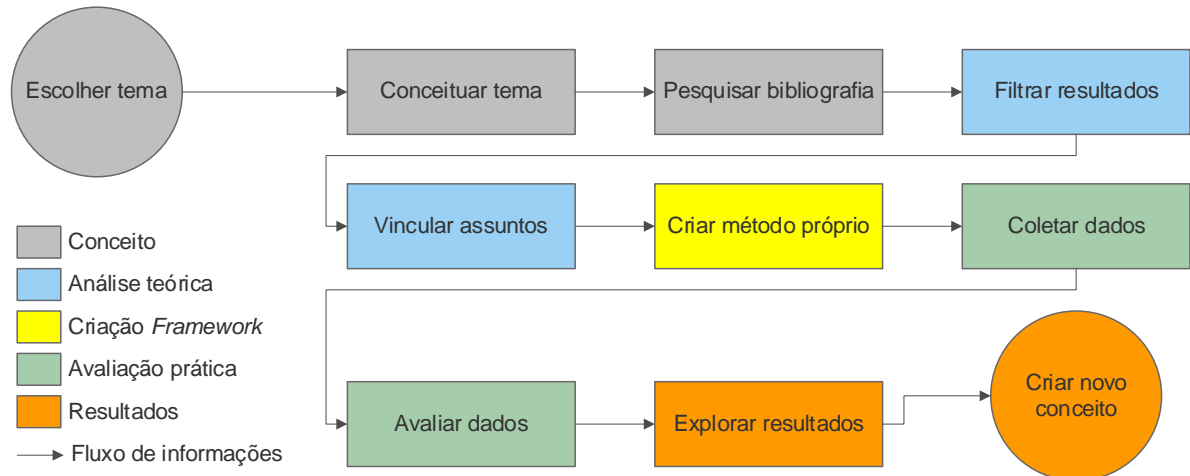 Escolher tema
Conceituar tema
Pesquisar bibliografia
Filtrar resultados
Vincular assuntos
Criar método próprio
Coletar dados
Conceito
Análise teórica
Criação Framework
Avaliação prática
Resultados
Fluxo de informações
Avaliar dados
Explorar resultados
Criar novo
conceito